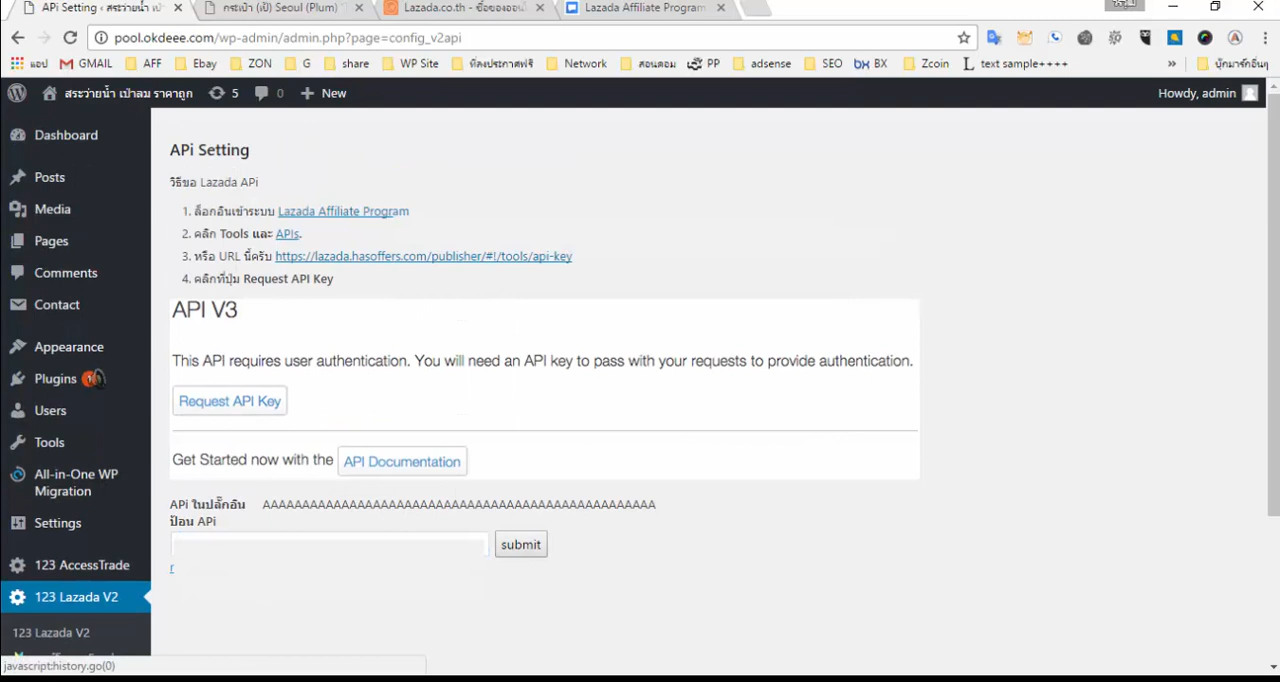 APi Setting ‹ สระว่ายน้ำ เป่า
กระเป๋า (เป้) Seoul (Plum)
Lazada.co.th - ซื้อของออน
Lazada Affiliate Program
pool.okdeee.com/wp-admin/admin.php?page=config_v2api
แอป GMAIL AFF Ebay ZON G share WP Site Network สอนคอม PP adsense SEO BX Zcoin text sample++++ » บุ๊กมาร์กอื่นๆ
สระว่ายน้ำ เป่าลม ราคาถูก 5 0 New Howdy, admin
Dashboard
Posts
Media
Pages
Comments
Contact
Appearance
Plugins
Users
Tools
All-in-One WP
Migration
Settings
123 AccessTrade
123 Lazada V2
123 Lazada V2
APi Setting
วิธีขอ Lazada APi
1. ล็อกอินเข้าระบบ Lazada Affiliate Program
2. คลิก Tools และ APIs.
3. หรือ URL นี้ครับ https://lazada.hasoffers.com/publisher/#!/tools/api-key
4. คลิกที่ปุ่ม Request API Key
API V3
This API requires user authentication. You will need an API key to pass with your requests to provide authentication.
Request API Key
Get Started now with the API Documentation
APi ในปลั๊กอิน AAAAAAAAAAAAAAAAAAAAAAAAAAAAAAAAAAAAAAAAAAAAAAAAAA
ป้อน APi
submit
r
javascript:history.go(0)